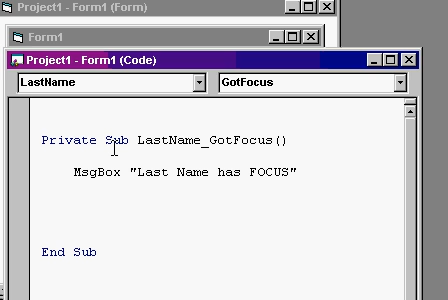 Project1 - Form1 (Form)
Form1
Project1 - Form1 (Code)
LastName GotFocus
Private Sub LastName_GotFocus()
MsgBox "Last Name has FOCUS"
End Sub